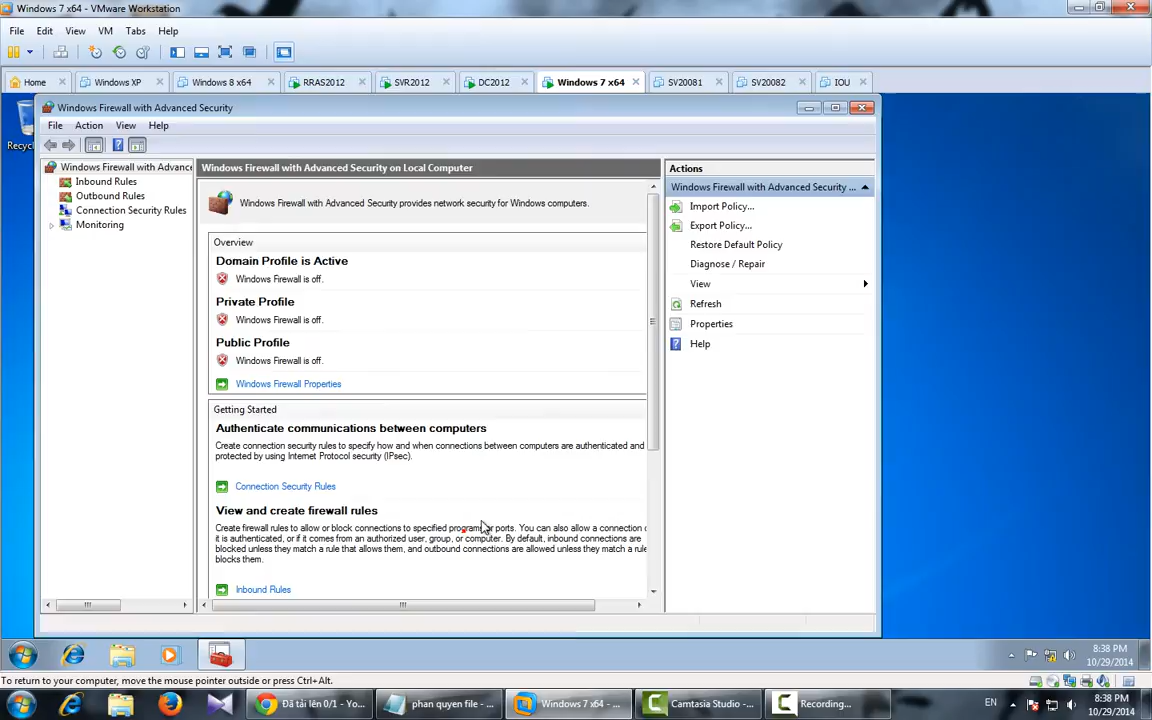 Windows 7 x64 - VMware Workstation
File Edit View VM Tabs Help
Home Windows XP Windows 8 x64 RRAS2012 SVR2012 DC2012 Windows 7 x64 SV20081 SV20082 IOU
Windows Firewall with Advanced Security
File Action View Help
Windows Firewall with Advance
Inbound Rules
Outbound Rules
Connection Security Rules
Monitoring
Windows Firewall with Advanced Security on Local Computer
Windows Firewall with Advanced Security provides network security for Windows computers.
Overview
Domain Profile is Active
Windows Firewall is off.
Private Profile
Windows Firewall is off.
Public Profile
Windows Firewall is off.
Windows Firewall Properties
Getting Started
Authenticate communications between computers
Create connection security rules to specify how and when connections between computers are authenticated and
protected by using Internet Protocol security (IPsec).
Connection Security Rules
View and create firewall rules
Create firewall rules to allow or block connections to specified programs or ports. You can also allow a connection o
it is authenticated, or if it comes from an authorized user, group, or computer. By default, inbound connections are
blocked unless they match a rule that allows them, and outbound connections are allowed unless they match a rule
blocks them.
Inbound Rules
Actions
Windows Firewall with Advanced Security ...
Import Policy...
Export Policy...
Restore Default Policy
Diagnose / Repair
View
Refresh
Properties
Help
Recyc
8:38 PM
10/29/2014
To return to your computer, move the mouse pointer outside or press Ctrl+Alt.
Đã tải lên 0/1 - Yo...
phan quyen file - ...
Windows 7 x64 - ...
Camtasia Studio - ...
Recording...
EN
8:38 PM
10/29/2014